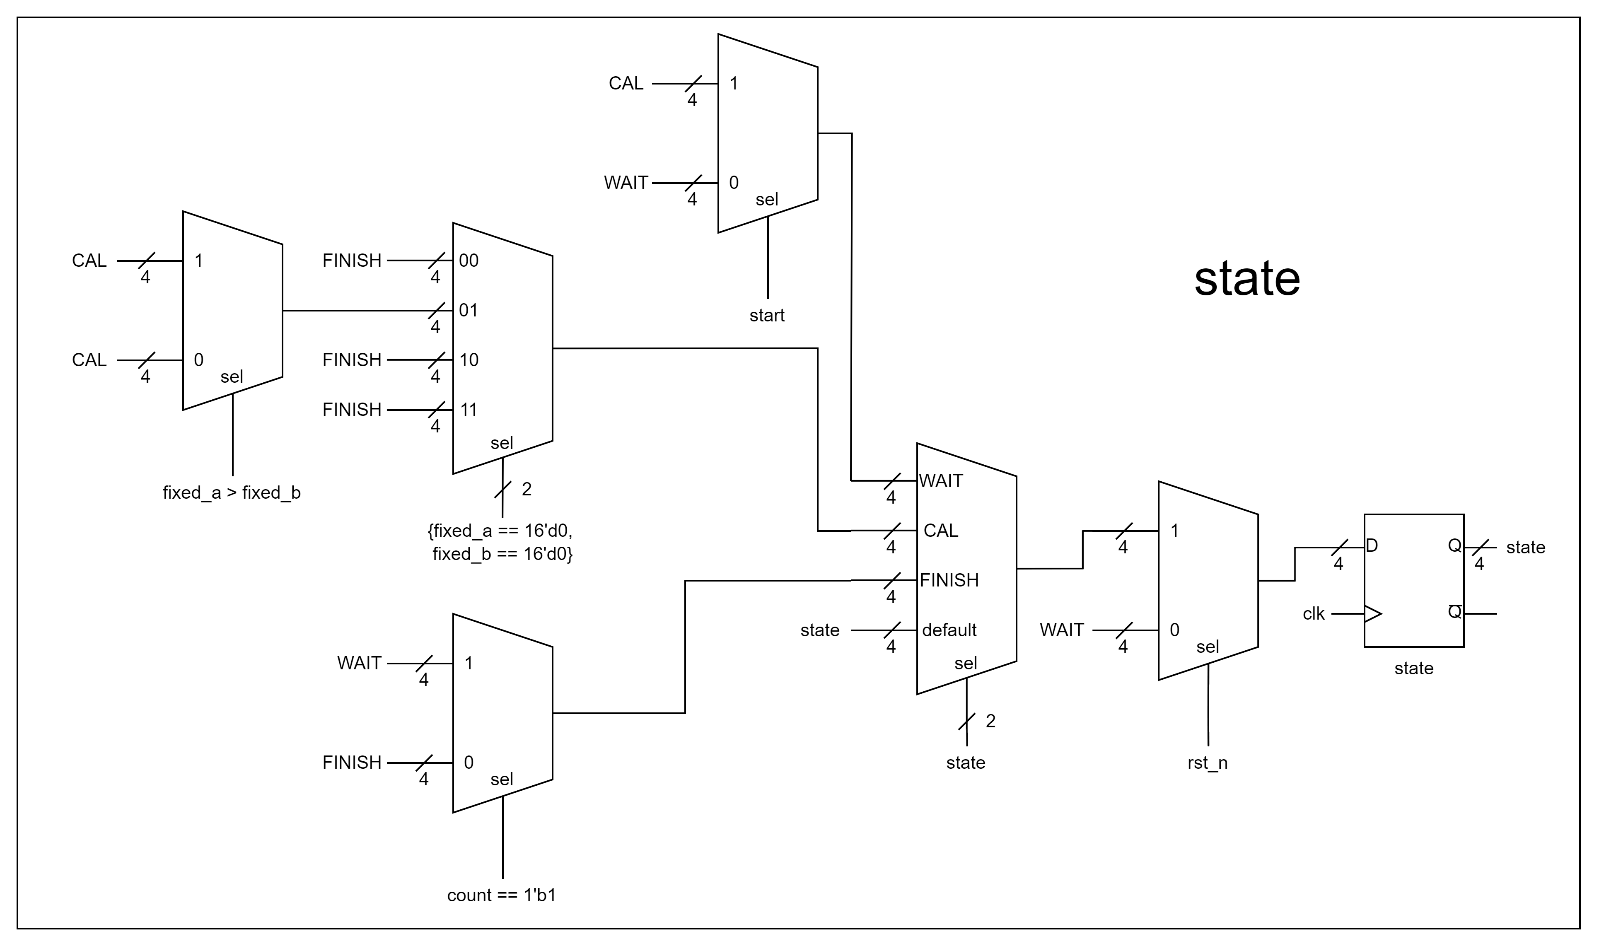 CAL
4
1
WAIT
4
0
sel
start
state
CAL
4
1
CAL
4
0
sel
fixed_a > fixed_b
FINISH
4
00
4
01
FINISH
4
10
FINISH
4
11
sel
2
{fixed_a == 16'd0,
fixed_b == 16'd0}
WAIT
4
1
FINISH
4
0
sel
count == 1'b1
4
WAIT
4
CAL
4
FINISH
state
4
default
sel
2
state
4
1
WAIT
4
0
sel
rst_n
4
D
Q
4
state
clk
Q
state